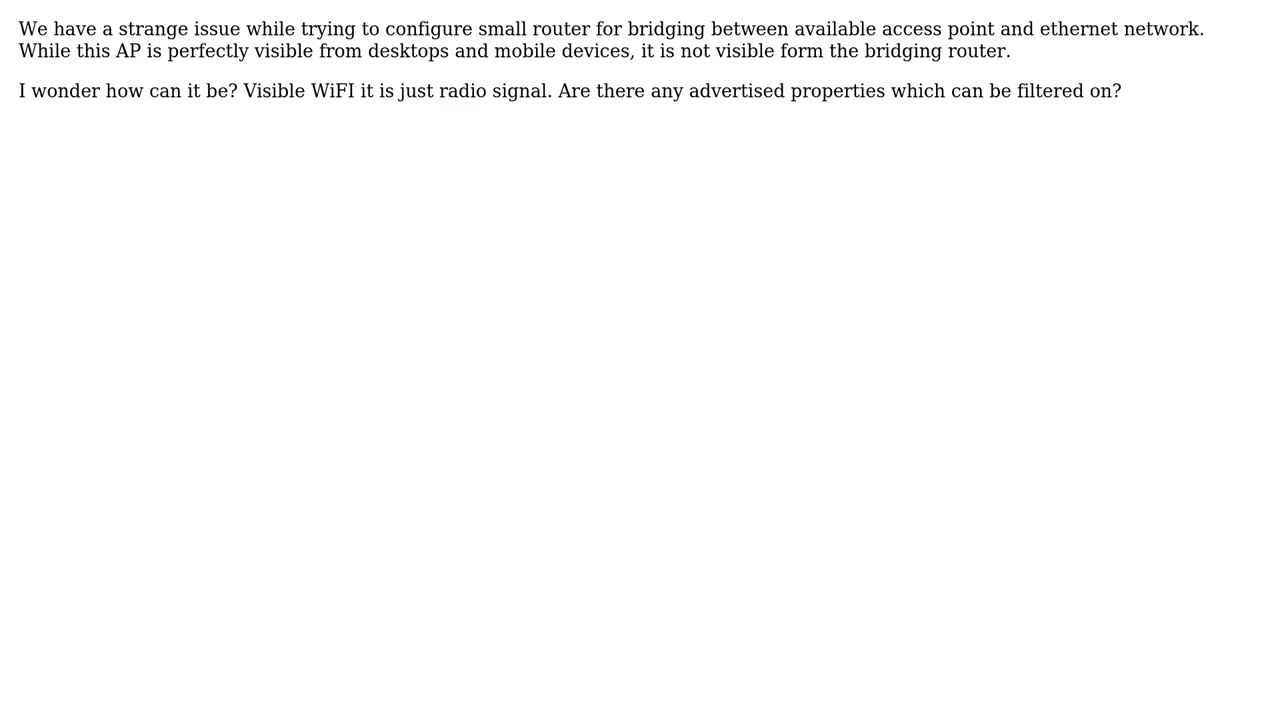 We have a strange issue while trying to configure small router for bridging between available access point and ethernet network.
While this AP is perfectly visible from desktops and mobile devices, it is not visible form the bridging router.
I wonder how can it be? Visible WiFI it is just radio signal. Are there any advertised properties which can be filtered on?